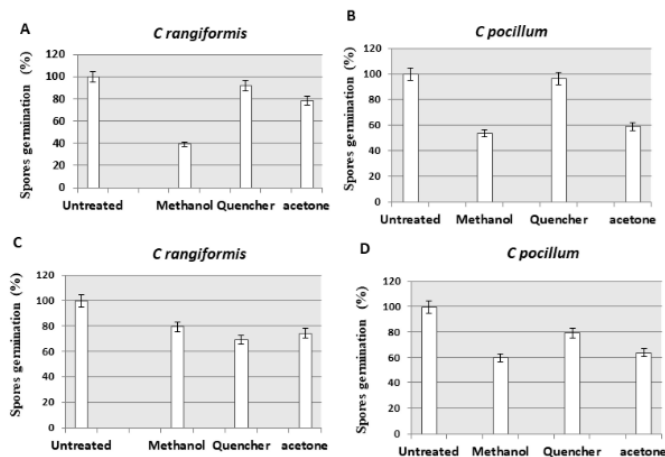 A
C rangiformis
Spores germination (%)
120
100
80
60
40
20
0
Untreated Methanol Quencher acetone
B
C pocillum
Spores germination (%)
120
100
80
60
40
20
0
Untreated Methanol Quencher acetone
C
C rangiformis
Spores germination (%)
120
100
80
60
40
20
0
Untreated Methanol Quencher acetone
D
C pocillum
Spores germination (%)
120
100
80
60
40
20
0
Untreated Methanol Quencher acetone